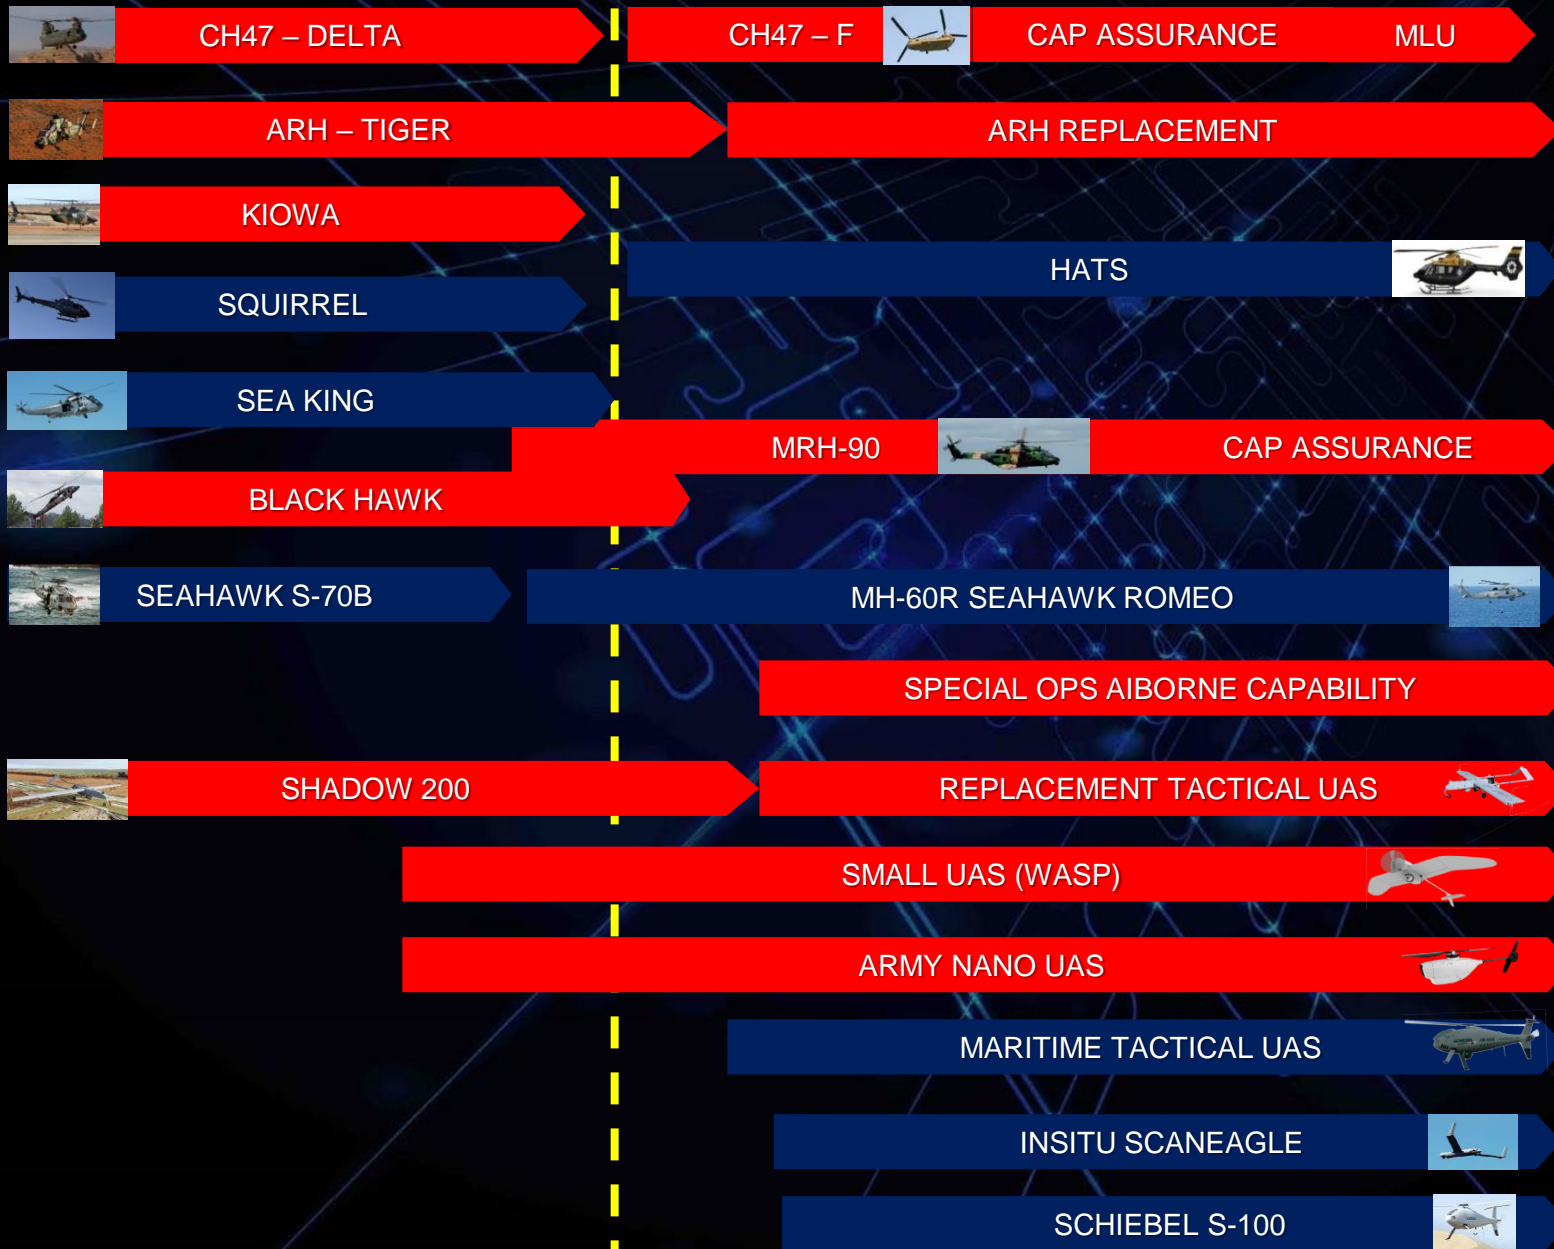 CH47 – DELTA
CH47 – F
CAP ASSURANCE
MLU
ARH – TIGER
ARH REPLACEMENT
KIOWA
HATS
SQUIRREL
SEA KING
MRH-90
CAP ASSURANCE
BLACK HAWK
SEAHAWK S-70B
MH-60R SEAHAWK ROMEO
SPECIAL OPS AIBORNE CAPABILITY
SHADOW 200
REPLACEMENT TACTICAL UAS
SMALL UAS (WASP)
ARMY NANO UAS
MARITIME TACTICAL UAS
INSITU SCANEAGLE
SCHIEBEL S-100